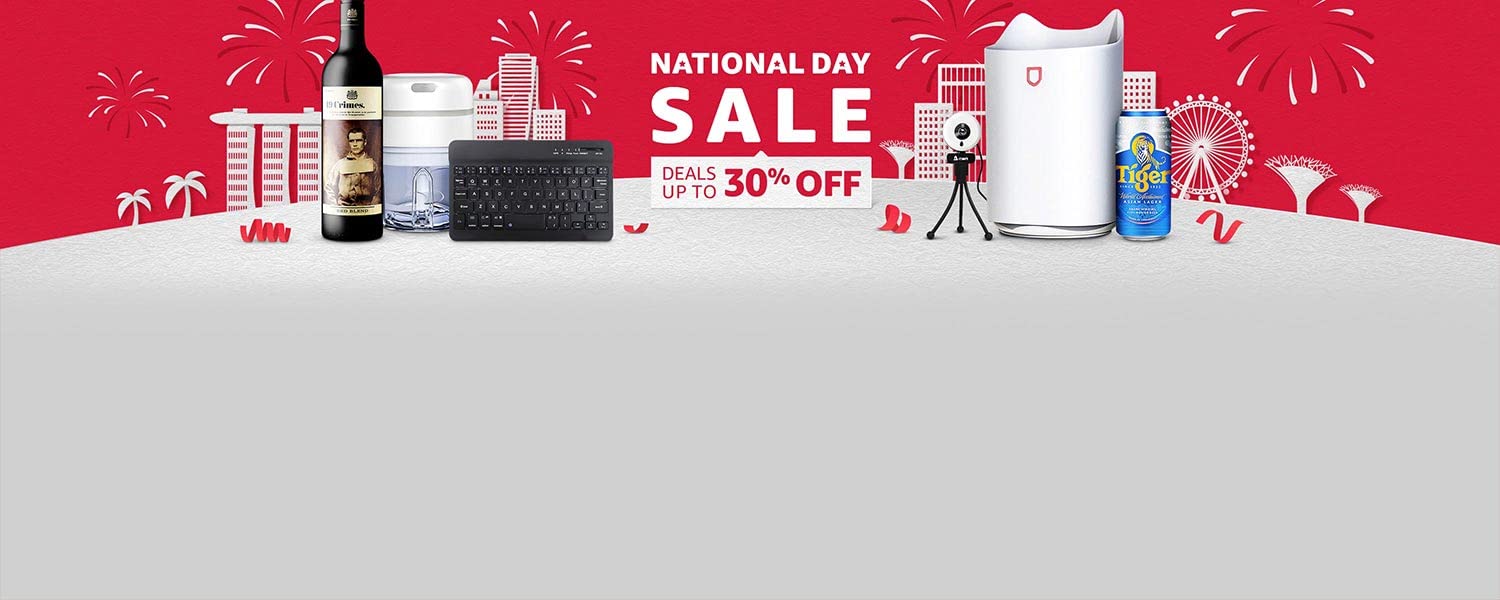 NATIONAL DAY
SALE
DEALS
UP TO
30% OFF
19 Crimes.
RED BLEND
Tiger
ASIAN LAGER